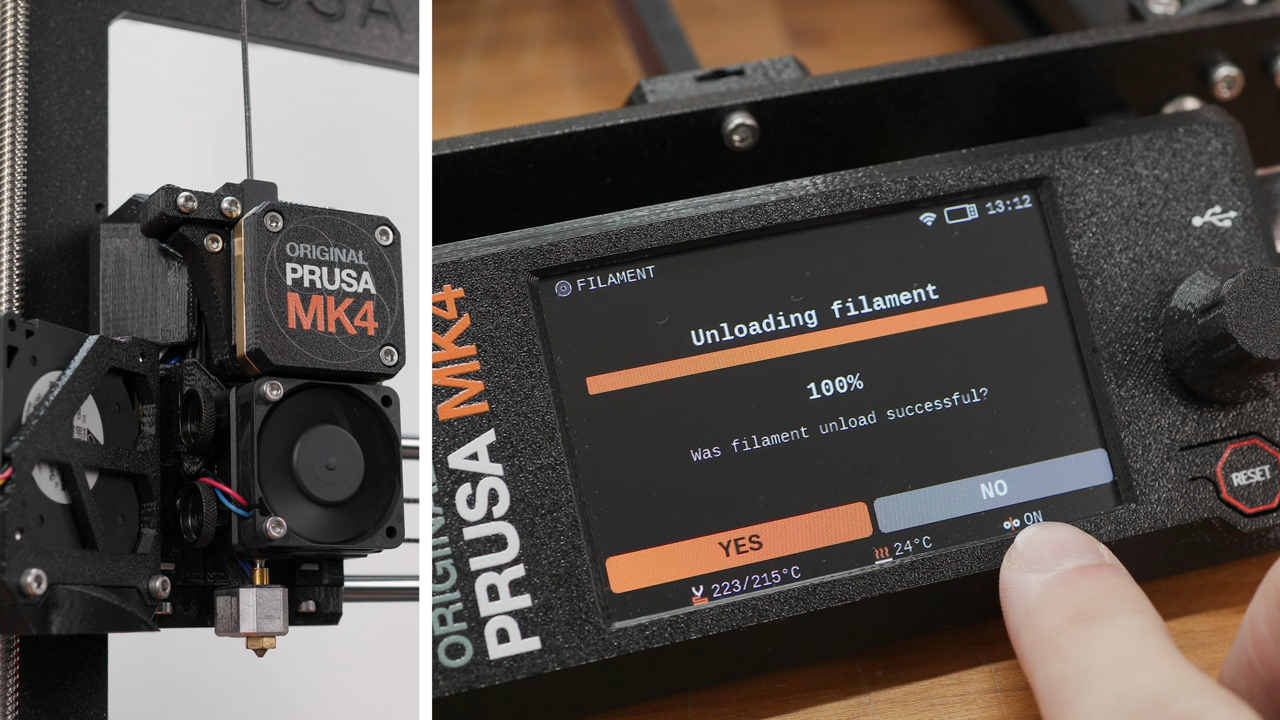 ORIGINAL
PRUSA
MK4
ORIGINAL
PRUSA MK4
13:12
FILAMENT
Unloading filament
100%
Was filament unload successful?
YES
NO
223/215°C
24°C
ON
RESET